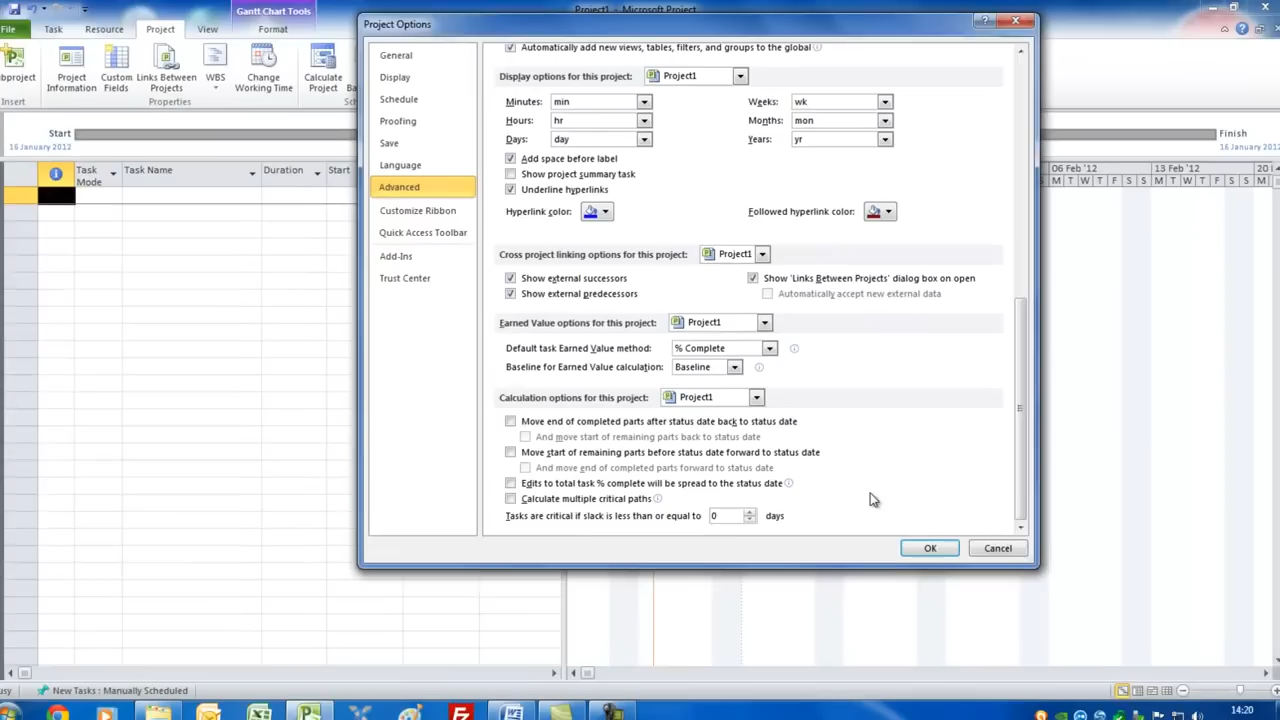 Gantt Chart Tools
Project1 - Microsoft Project
File Task Resource Project View Format
Project Options
Subproject
Project Information
Custom Fields
Links Between Projects
WBS
Change Working Time
Calculate Project
Insert
Properties
Start
16 January 2012
Finish
16 January 2012
Task Mode
Task Name
Duration
Start
06 Feb '12 13 Feb '12
M T W T F S S M T W T F S S
General
Display
Schedule
Proofing
Save
Language
Advanced
Customize Ribbon
Quick Access Toolbar
Add-Ins
Trust Center
Automatically add new views, tables, filters, and groups to the global
Display options for this project: Project1
Minutes: min Weeks: wk
Hours: hr Months: mon
Days: day Years: yr
Add space before label
Show project summary task
Underline hyperlinks
Hyperlink color: Followed hyperlink color:
Cross project linking options for this project: Project1
Show external successors Show 'Links Between Projects' dialog box on open
Show external predecessors Automatically accept new external data
Earned Value options for this project: Project1
Default task Earned Value method: % Complete
Baseline for Earned Value calculation: Baseline
Calculation options for this project: Project1
Move end of completed parts after status date back to status date
And move start of remaining parts back to status date
Move start of remaining parts before status date forward to status date
And move end of completed parts forward to status date
Edits to total task % complete will be spread to the status date
Calculate multiple critical paths
Tasks are critical if slack is less than or equal to 0 days
OK Cancel
New Tasks : Manually Scheduled
14:20